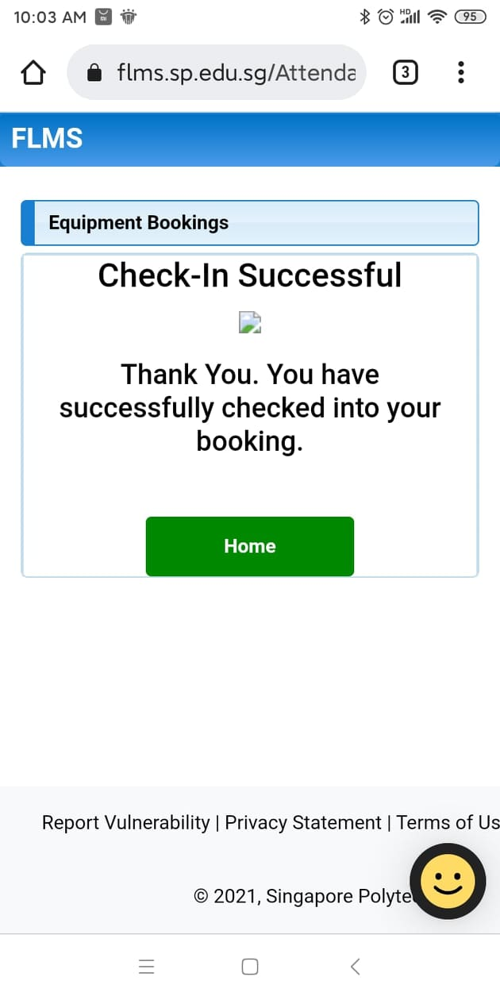 10:03 AM
HD
95
flms.sp.edu.sg/Attenda
3
FLMS
Equipment Bookings
Check-In Successful
Thank You. You have
successfully checked into your
booking.
Home
Report Vulnerability | Privacy Statement | Terms of Us
© 2021, Singapore Polyte